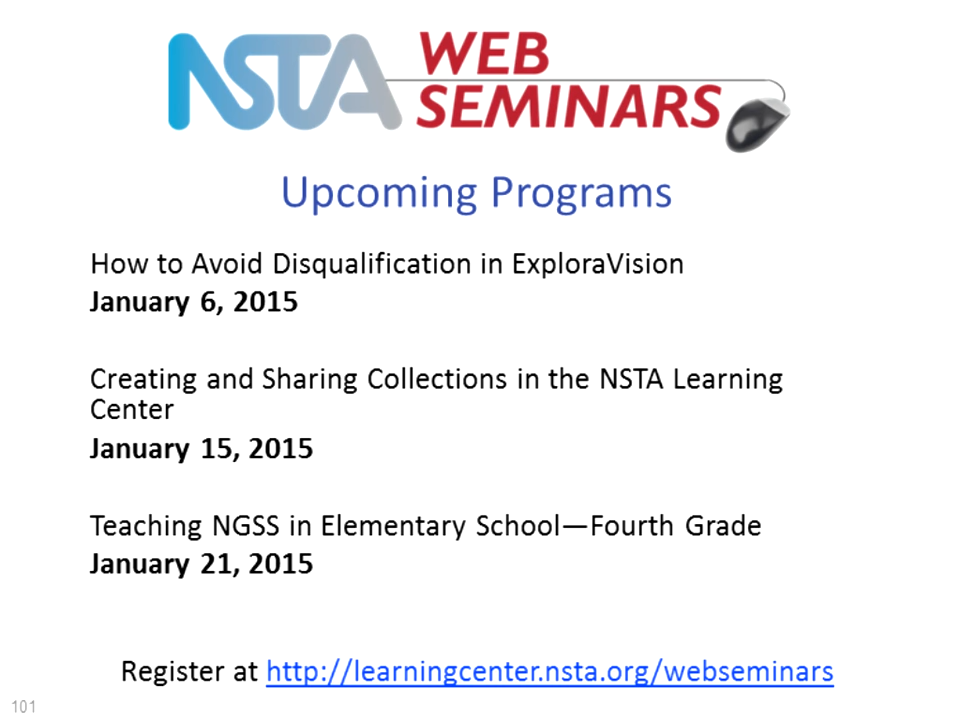 NSTA WEB
SEMINARS
Upcoming Programs
How to Avoid Disqualification in ExploraVision
January 6, 2015
Creating and Sharing Collections in the NSTA Learning
Center
January 15, 2015
Teaching NGSS in Elementary School—Fourth Grade
January 21, 2015
Register at http://learningcenter.nsta.org/webseminars
101